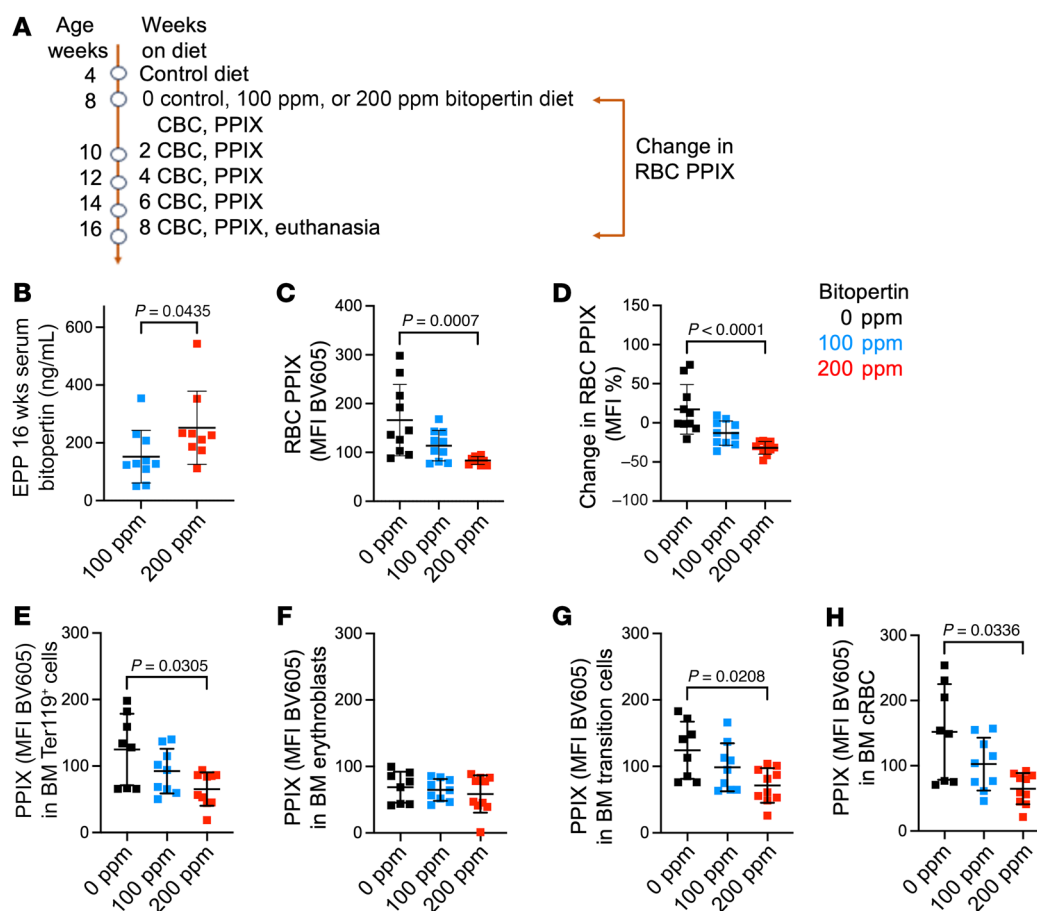 A
Age weeks
Weeks on diet
4 Control diet
8 0 control, 100 ppm, or 200 ppm bitopertin diet
CBC, PPIX
10 2 CBC, PPIX
12 4 CBC, PPIX
14 6 CBC, PPIX
16 8 CBC, PPIX, euthanasia
Change in
RBC PPIX
B
EPP 16 wks serum
bitopertin (ng/mL)
600
400
200
0
P = 0.0435
100 ppm
200 ppm
C
RBC PPIX
(MFI BV605)
400
300
200
100
0
P = 0.0007
0 ppm
100 ppm
200 ppm
D
Change in RBC PPIX
(MFI %)
150
100
50
0
−50
−100
P < 0.0001
0 ppm
100 ppm
200 ppm
Bitopertin
0 ppm
100 ppm
200 ppm
E
PPIX (MFI BV605)
in BM Ter119⁺ cells
300
200
100
0
P = 0.0305
0 ppm
100 ppm
200 ppm
F
PPIX (MFI BV605)
in BM erythroblasts
300
200
100
0
0 ppm
100 ppm
200 ppm
G
PPIX (MFI BV605)
in BM transition cells
300
200
100
0
P = 0.0208
0 ppm
100 ppm
200 ppm
H
PPIX (MFI BV605)
in BM cRBC
300
200
100
0
P = 0.0336
0 ppm
100 ppm
200 ppm